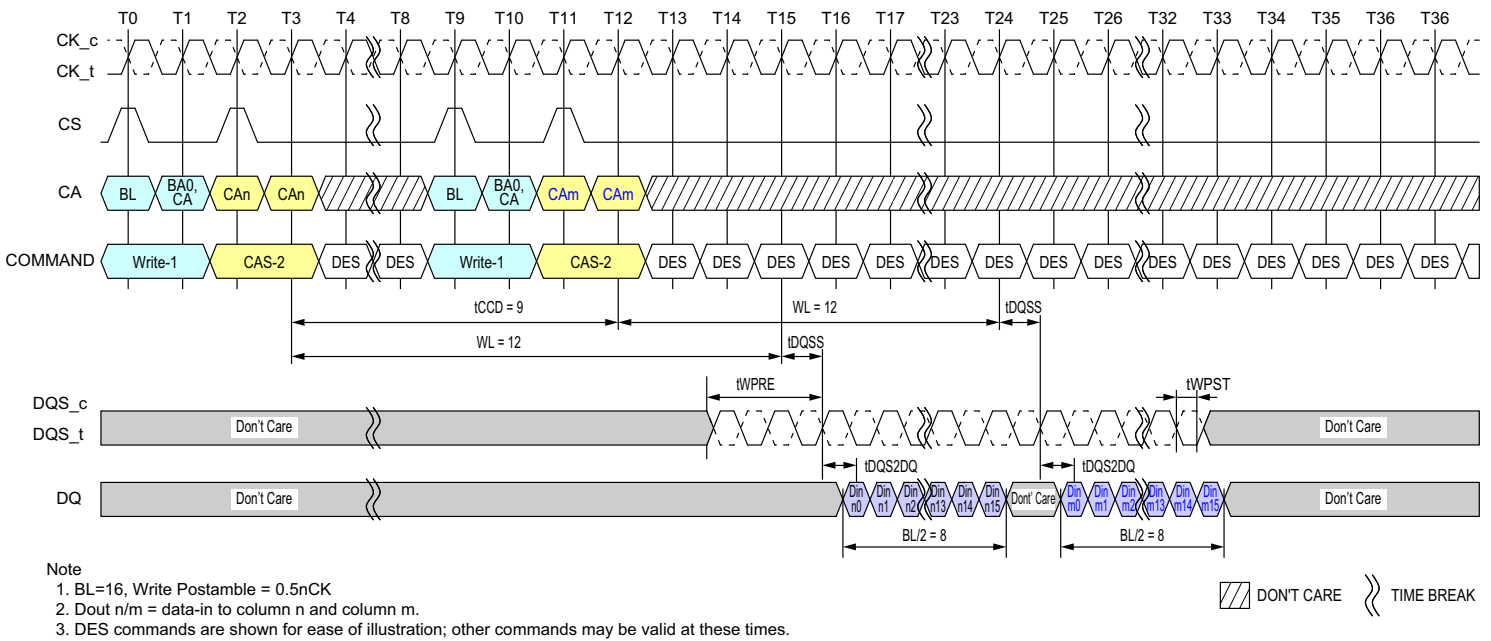 T0 T1 T2 T3 T4 T8 T9 T10 T11 T12 T13 T14 T15 T16 T17 T23 T24 T25 T26 T32 T33 T34 T35 T36 T36
CK_c
CK_t
CS
CA BL BA0, CA CAn CAn BL BA0, CA CAm CAm
COMMAND Write-1 CAS-2 DES DES Write-1 CAS-2 DES DES DES DES DES DES DES DES DES DES DES DES DES DES DES
tCCD = 9 WL = 12 tDQSS
WL = 12 tDQSS
tWPRE tWPST
DQS_c
DQS_t Don't Care Don't Care
tDQS2DQ tDQS2DQ
DQ Don't Care Din n0 Din n1 Din n2 Din n13 Din n14 Din n15 Dont' Care Din m0 Din m1 Din m2 Din m13 Din m14 Din m15 Don't Care
BL/2 = 8 BL/2 = 8
Note
1. BL=16, Write Postamble = 0.5nCK
2. Dout n/m = data-in to column n and column m.
3. DES commands are shown for ease of illustration; other commands may be valid at these times.
DON'T CARE TIME BREAK